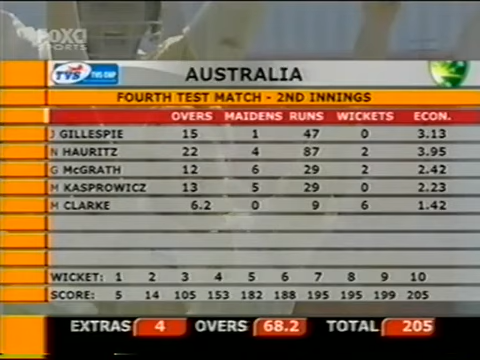 FOX
SPORTS
TVS TVS CUP AUSTRALIA
FOURTH TEST MATCH - 2ND INNINGS
OVERS MAIDENS RUNS WICKETS ECON.
J GILLESPIE 15 1 47 0 3.13
N HAURITZ 22 4 87 2 3.95
G McGRATH 12 6 29 2 2.42
M KASPROWICZ 13 5 29 0 2.23
M CLARKE 6.2 0 9 6 1.42
WICKET: 1 2 3 4 5 6 7 8 9 10
SCORE: 5 14 105 153 182 188 195 195 199 205
EXTRAS 4 OVERS 68.2 TOTAL 205